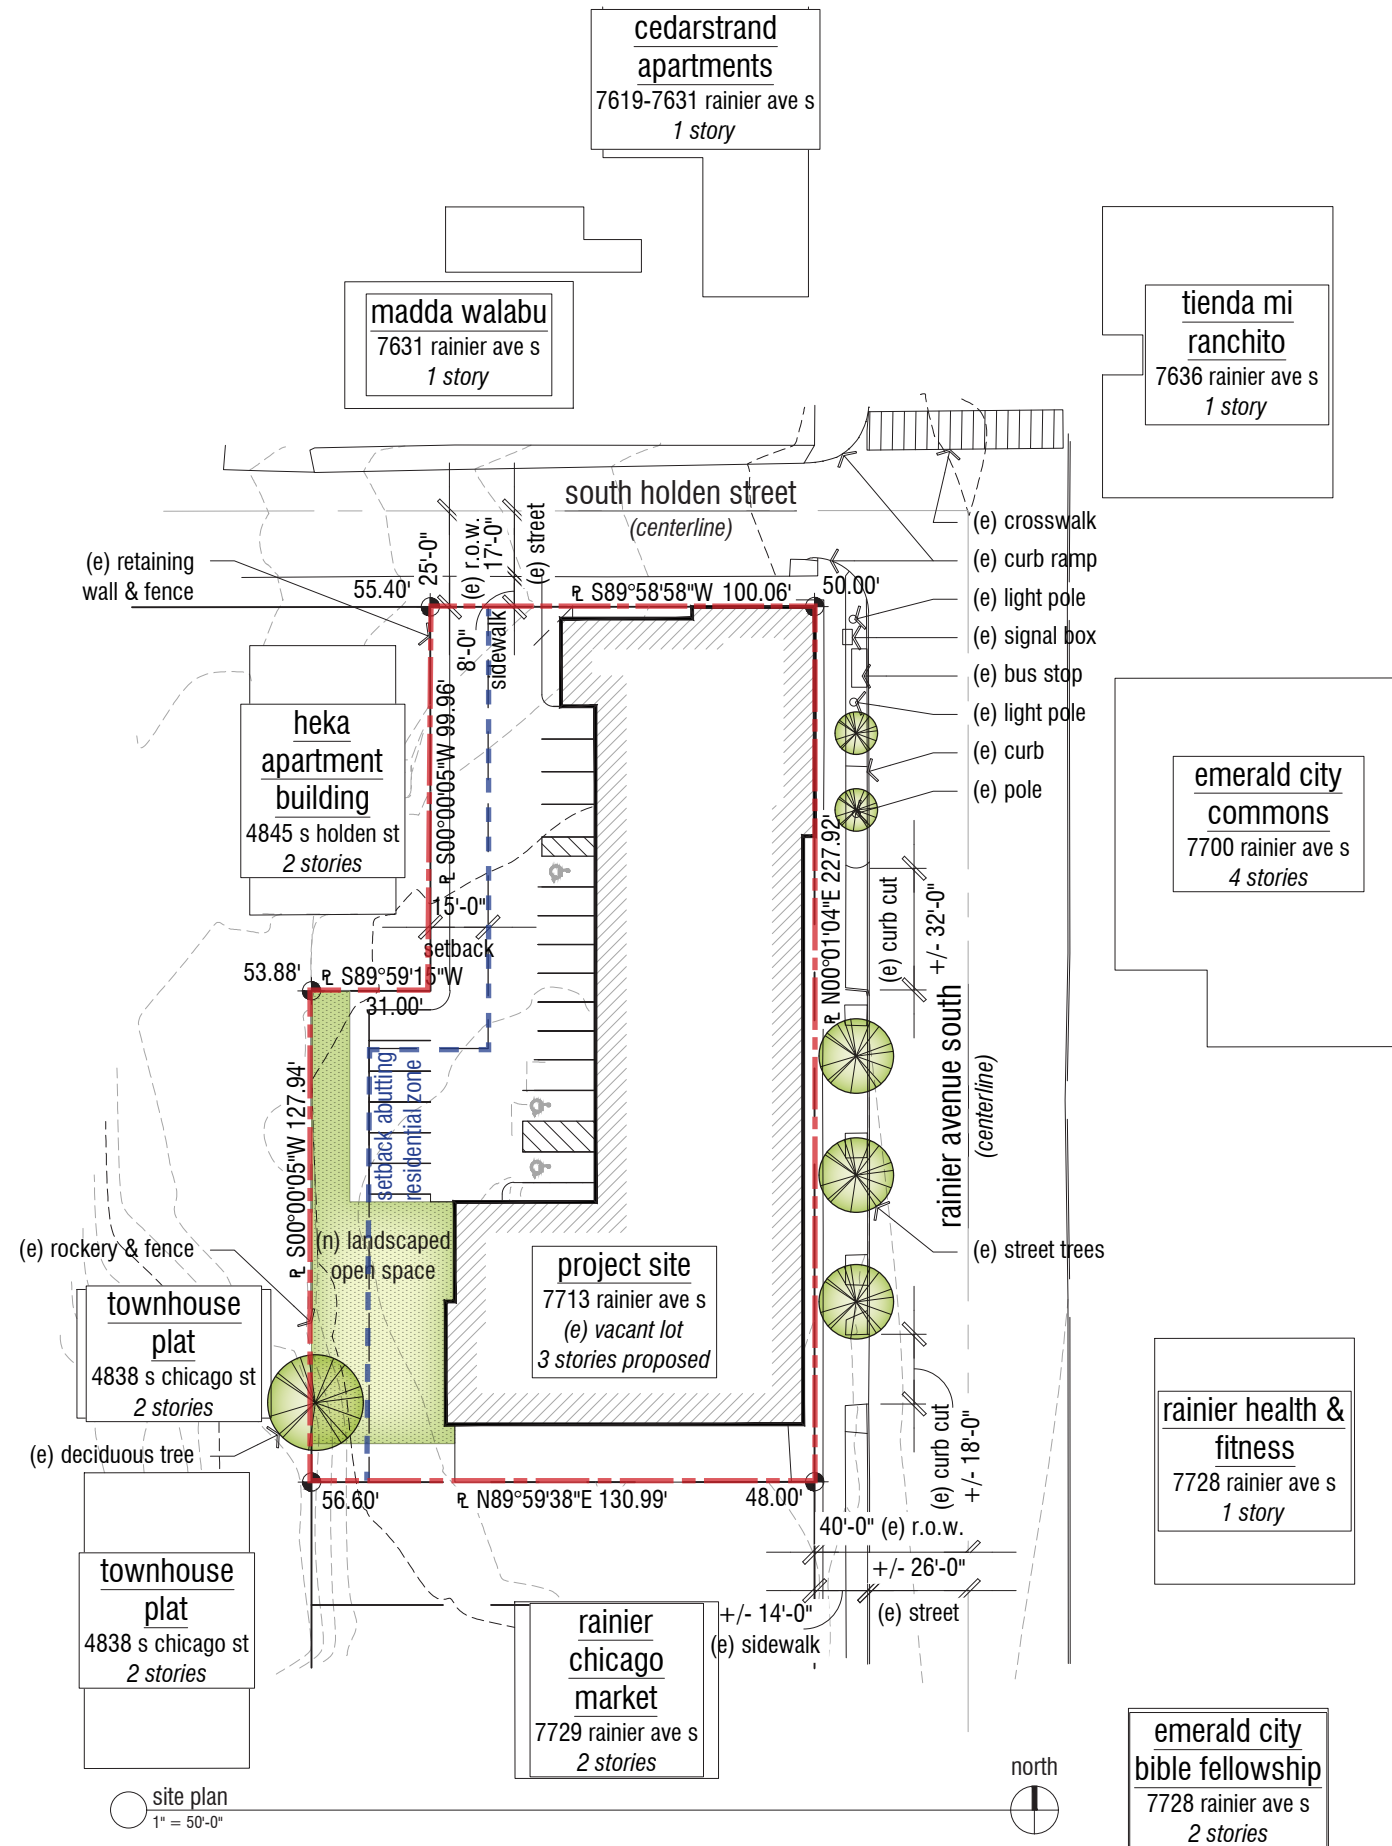 cedarstrand
apartments
7619-7631 rainier ave s
1 story
madda walabu
7631 rainier ave s
1 story
tienda mi
ranchito
7636 rainier ave s
1 story
south holden street
(centerline)
(e) retaining
wall & fence
55.40'
25'-0"
(e) r.o.w.
17'-0"
(e) street
8'-0"
sidewalk
℄ S89°58'58"W 100.06'
50.00'
(e) crosswalk
(e) curb ramp
(e) light pole
(e) signal box
(e) bus stop
(e) light pole
(e) curb
(e) pole
heka
apartment
building
4845 s holden st
2 stories
℄ S00°00'05"W 99.96'
15'-0"
setback
emerald city
commons
7700 rainier ave s
4 stories
℄ N00°01'04"E 227.92'
(e) curb cut
+/- 32'-0"
53.88'
℄ S89°59'15"W
31.00'
rainier avenue south
(centerline)
setback abutting
residential zone
℄ S00°00'05"W 127.94'
(e) rockery & fence
(n) landscaped
open space
(e) street trees
project site
7713 rainier ave s
(e) vacant lot
3 stories proposed
townhouse
plat
4838 s chicago st
2 stories
(e) deciduous tree
rainier health &
fitness
7728 rainier ave s
1 story
(e) curb cut
+/- 18'-0"
56.60'
℄ N89°59'38"E 130.99'
48.00'
40'-0" (e) r.o.w.
+/- 26'-0"
(e) street
+/- 14'-0"
(e) sidewalk
townhouse
plat
4838 s chicago st
2 stories
rainier
chicago
market
7729 rainier ave s
2 stories
emerald city
bible fellowship
7728 rainier ave s
2 stories
north
site plan
1" = 50'-0"